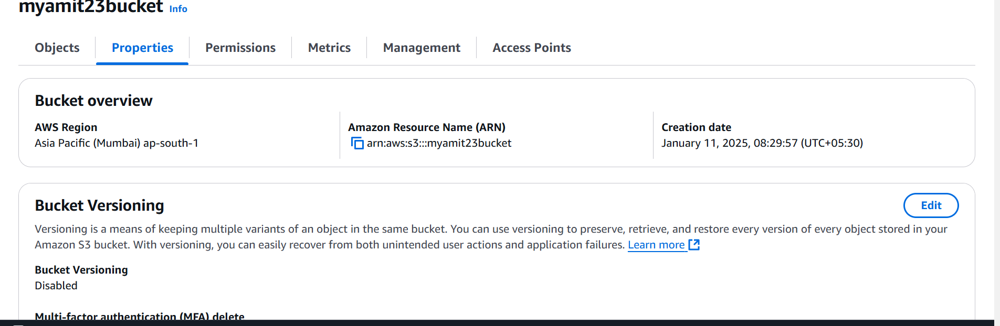 myamit23bucket Info
Objects Properties Permissions Metrics Management Access Points
Bucket overview
AWS Region
Asia Pacific (Mumbai) ap-south-1
Amazon Resource Name (ARN)
arn:aws:s3:::myamit23bucket
Creation date
January 11, 2025, 08:29:57 (UTC+05:30)
Bucket Versioning
Edit
Versioning is a means of keeping multiple variants of an object in the same bucket. You can use versioning to preserve, retrieve, and restore every version of every object stored in your
Amazon S3 bucket. With versioning, you can easily recover from both unintended user actions and application failures. Learn more
Bucket Versioning
Disabled
Multi-factor authentication (MFA) delete